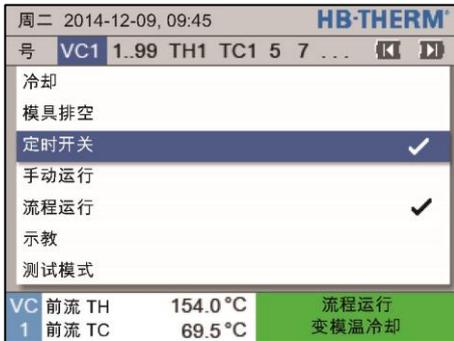 周二 2014-12-09, 09:45 HB-THERM®
号 VC1 1..99 TH1 TC1 5 7 ...
冷却
模具排空
定时开关
手动运行
流程运行
示教
测试模式
VC 前流 TH 154.0 °C 流程运行
1 前流 TC 69.5 °C 变模温冷却